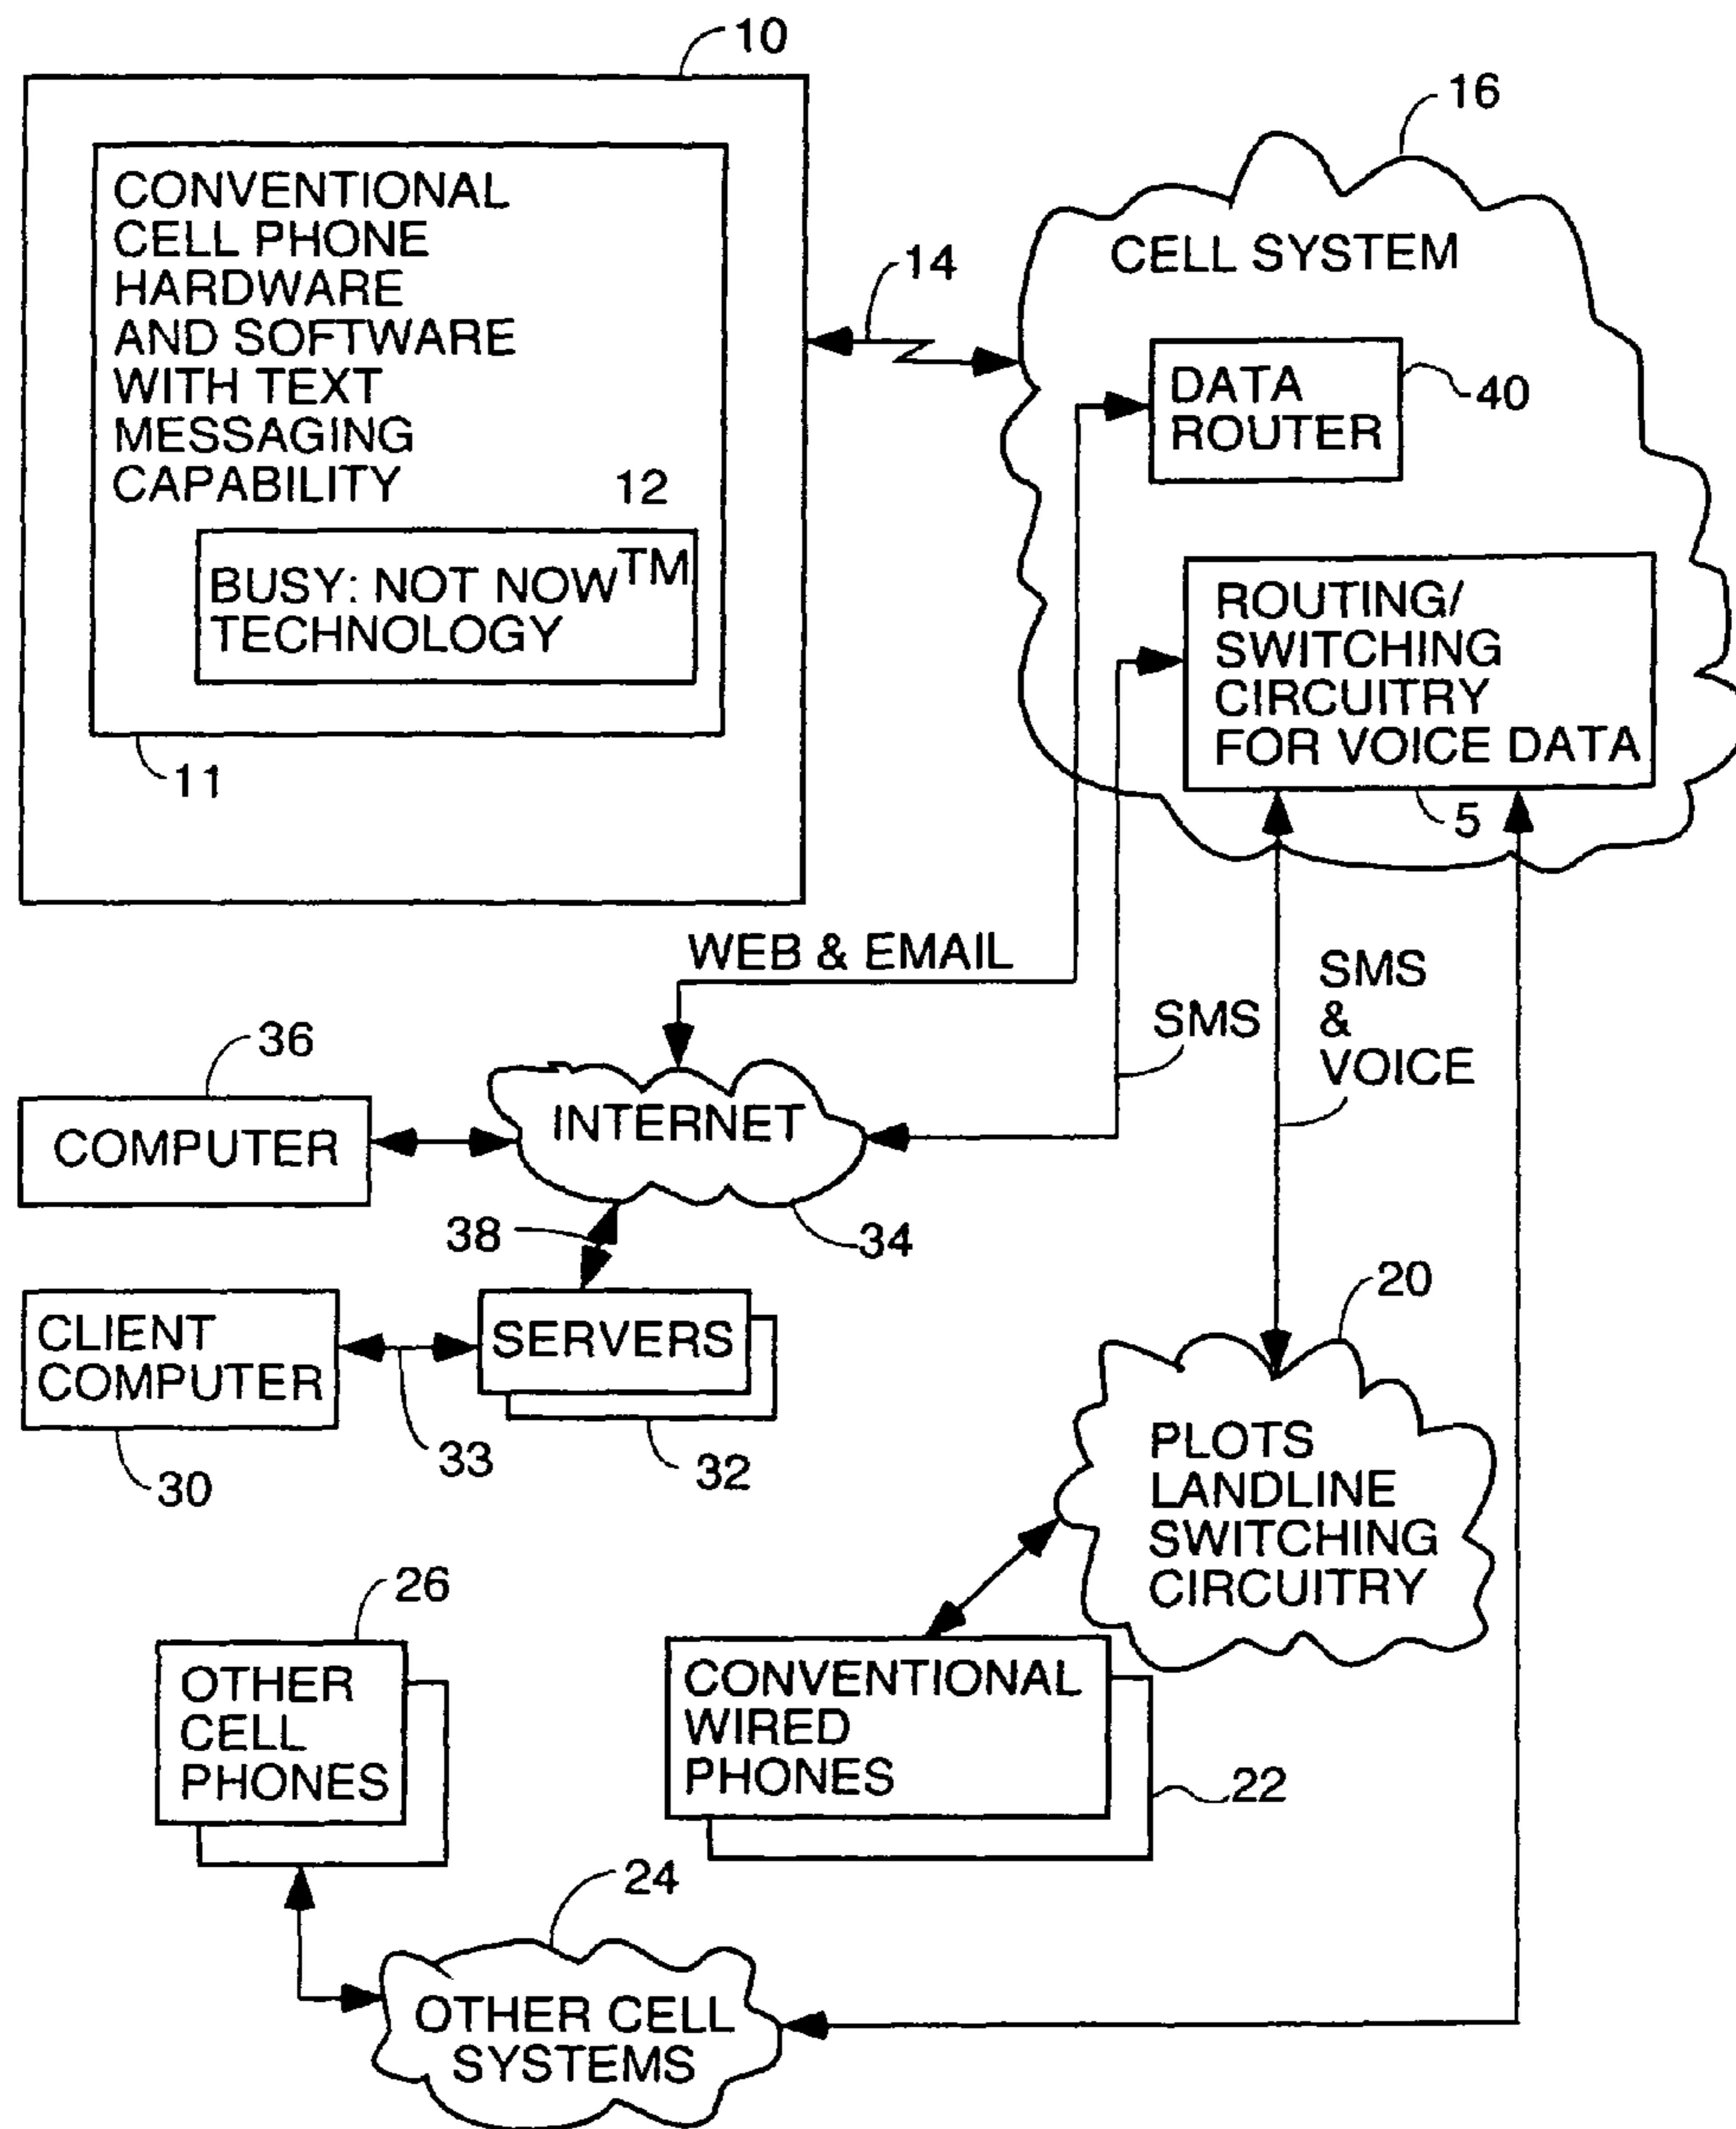 10
CONVENTIONAL
CELL PHONE
HARDWARE
AND SOFTWARE
WITH TEXT
MESSAGING
CAPABILITY
12
BUSY: NOT NOW™
TECHNOLOGY
11
14
16
CELL SYSTEM
DATA
ROUTER
40
ROUTING/
SWITCHING
CIRCUITRY
FOR VOICE DATA
5
WEB & EMAIL
SMS
SMS
&
VOICE
36
COMPUTER
INTERNET
34
38
CLIENT
COMPUTER
30
33
SERVERS
32
20
PLOTS
LANDLINE
SWITCHING
CIRCUITRY
26
OTHER
CELL
PHONES
CONVENTIONAL
WIRED
PHONES
22
24
OTHER CELL
SYSTEMS